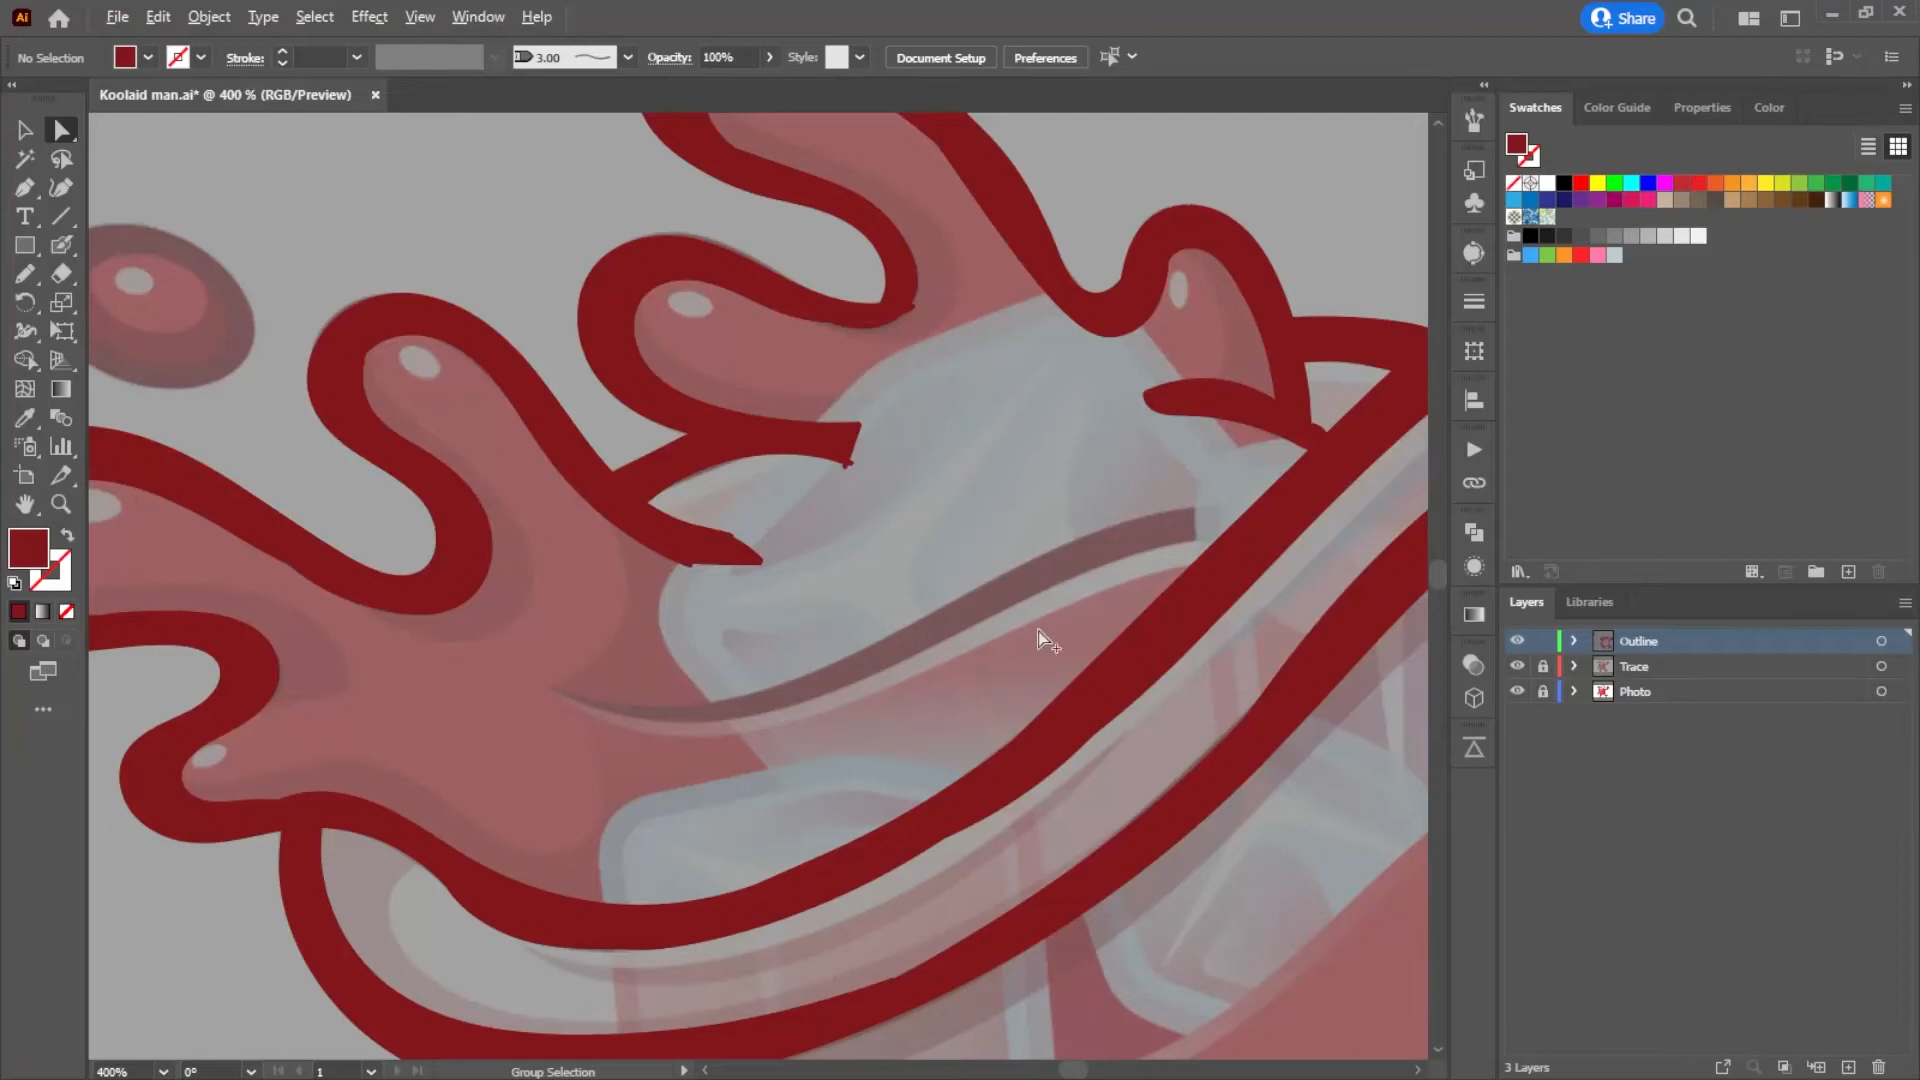 Ai File Edit Object Type Select Effect View Window Help Share
No Selection Stroke: 3.00 Opacity: 100% Style: Document Setup Preferences
Koolaid man.ai* @ 400 % (RGB/Preview) ×
Swatches Color Guide Properties Color
Layers Libraries
Outline
Trace
Photo
400% 0° 1 Group Selection
3 Layers